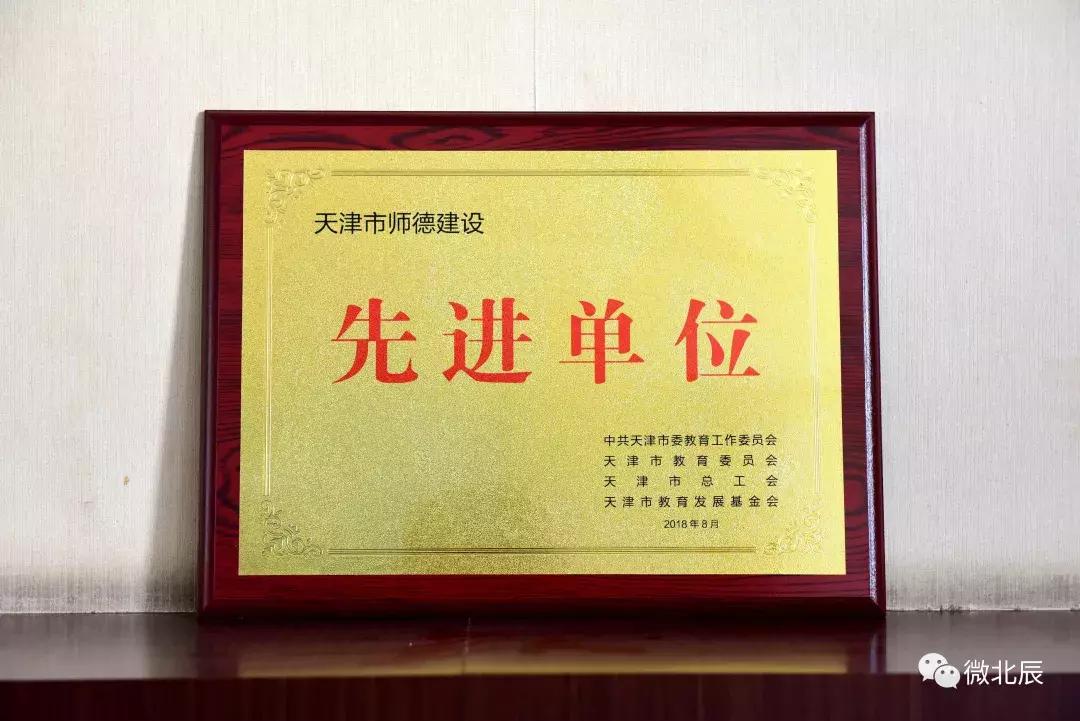 天津市师德建设
先进单位
中共天津市委教育工作委员会
天津市教育委员会
天津市总工会
天津市教育发展基金会
2018年8月
微北辰